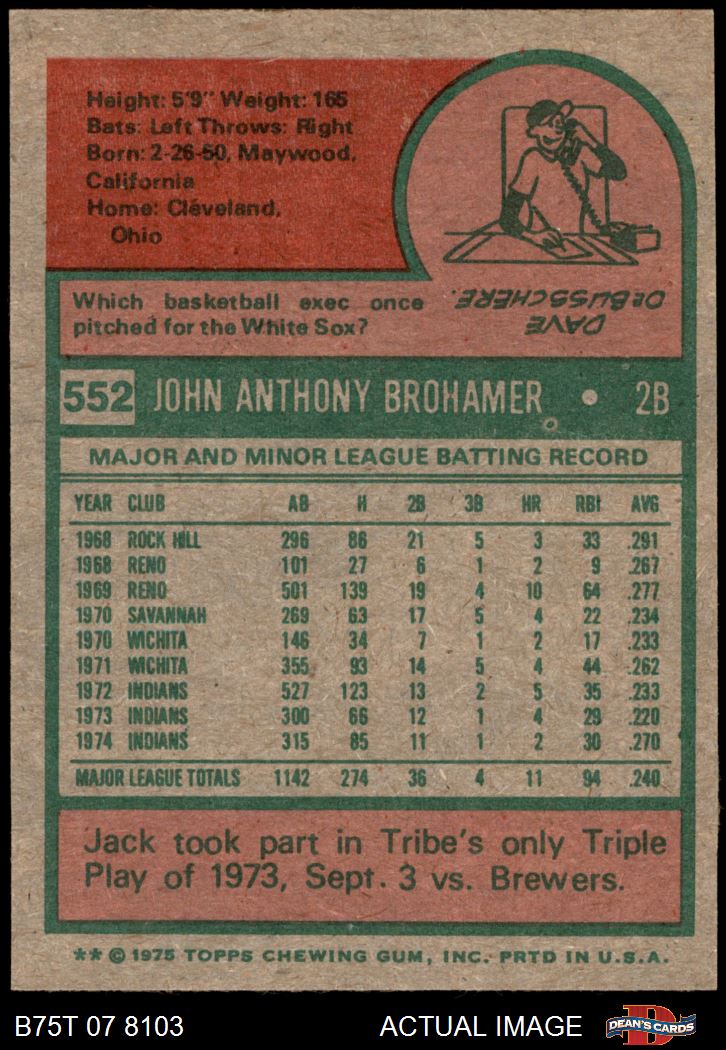 Height: 5'9" Weight: 165
Bats: Left Throws: Right
Born: 2-26-50, Maywood,
California
Home: Cleveland,
Ohio
Which basketball exec once
pitched for the White Sox?
DAVE
DeBUSSCHERE.
552 JOHN ANTHONY BROHAMER • 2B
MAJOR AND MINOR LEAGUE BATTING RECORD
YEAR CLUB AB H 2B 3B HR RBI AVG
1968 ROCK HILL 296 86 21 5 3 33 .291
1968 RENO 101 27 6 1 2 9 .267
1969 RENO 501 139 19 4 10 64 .277
1970 SAVANNAH 269 63 17 5 4 22 .234
1970 WICHITA 146 34 7 1 2 17 .233
1971 WICHITA 355 93 14 5 4 44 .262
1972 INDIANS 527 123 13 2 5 35 .233
1973 INDIANS 300 66 12 1 4 29 .220
1974 INDIANS 315 85 11 1 2 30 .270
MAJOR LEAGUE TOTALS 1142 274 36 4 11 94 .240
Jack took part in Tribe's only Triple
Play of 1973, Sept. 3 vs. Brewers.
** © 1975 TOPPS CHEWING GUM, INC. PRTD IN U.S.A.
B75T 07 8103 ACTUAL IMAGE DEAN'S CARDS